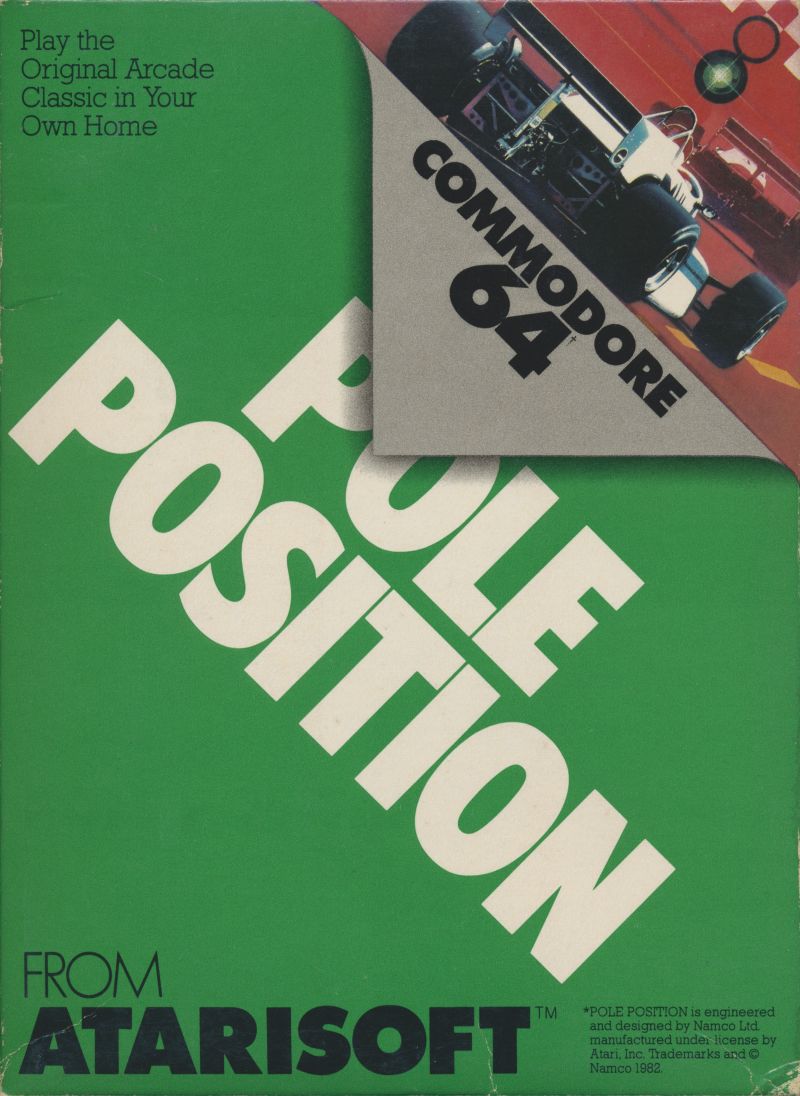 Play the
Original Arcade
Classic in Your
Own Home
COMMODORE
64†
POLE
POSITION
FROM
ATARISOFT™
*POLE POSITION is engineered
and designed by Namco Ltd.
manufactured under license by
Atari, Inc. Trademarks and ©
Namco 1982.